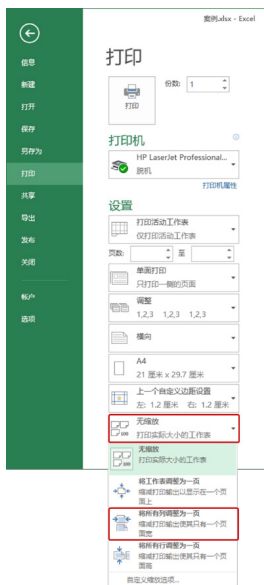 案例.xlsx - Excel
信息
新建
打开
保存
另存为
打印
共享
导出
发布
关闭
帐户
选项
打印
份数: 1
打印
打印机
HP LaserJet Professional...
脱机
打印机属性
设置
打印活动工作表
仅打印活动工作表
页数: 至
单面打印
只打印一侧的页面
调整
1,2,3 1,2,3 1,2,3
横向
A4
21 厘米 x 29.7 厘米
上一个自定义边距设置
左: 1.2 厘米 右: 1.2 厘米
无缩放
打印实际大小的工作表
无缩放
打印实际大小的工作表
将工作表调整为一页
缩减打印输出以显示在一个页
面上
将所有列调整为一页
缩减打印输出使其只有一个页
面宽
将所有行调整为一页
缩减打印输出使其只有一个页
面高
自定义缩放选项...